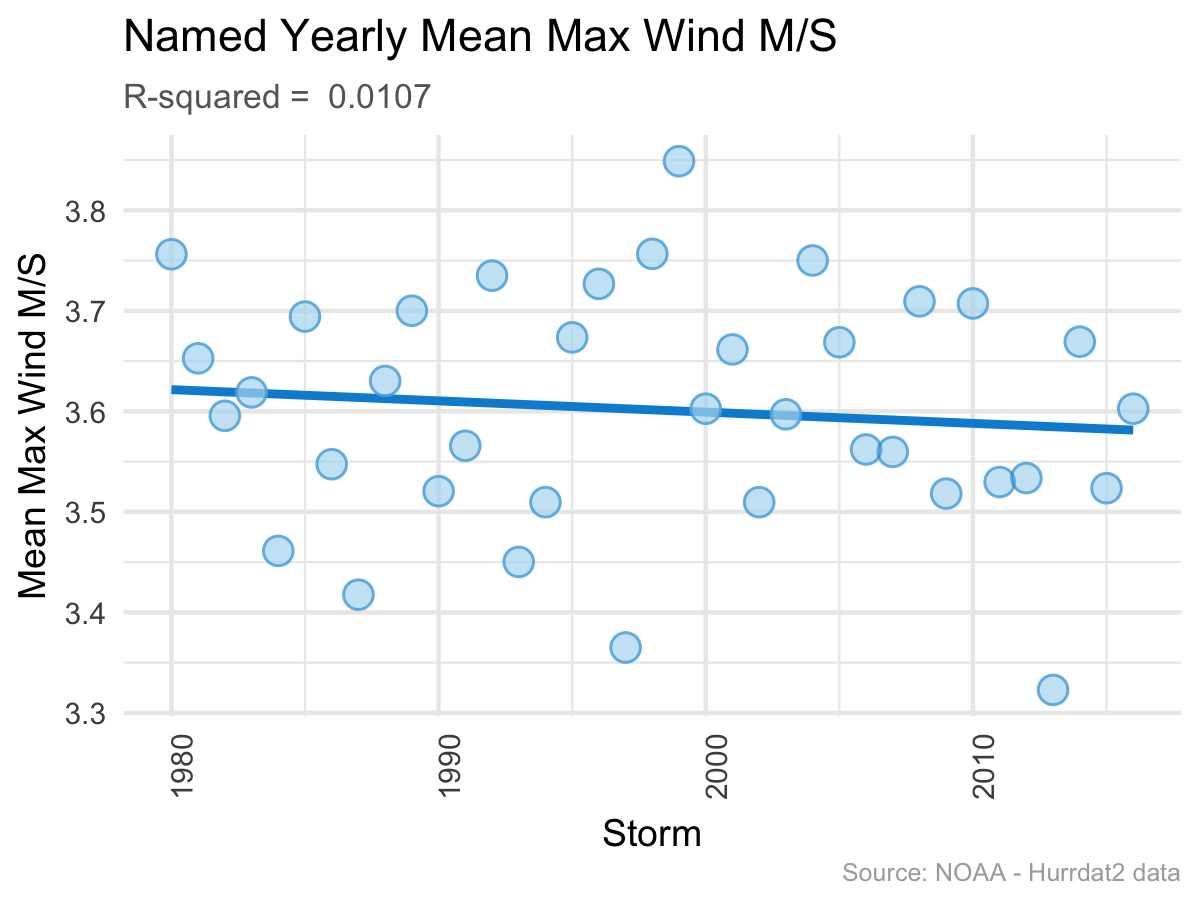 Named Yearly Mean Max Wind M/S
R-squared =  0.0107
Mean Max Wind M/S
3.8
3.7
3.6
3.5
3.4
3.3
1980
1990
2000
2010
Storm
Source: NOAA - Hurrdat2 data